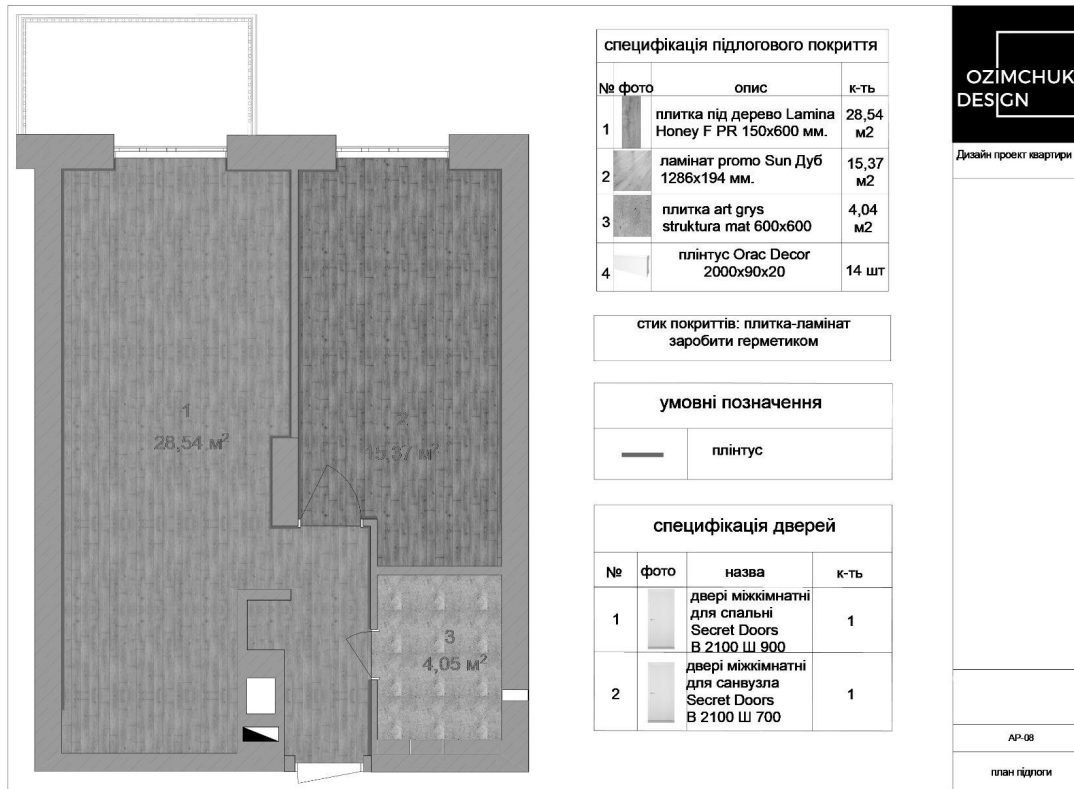 специфікація підлогового покриття
№ фото опис к-ть
1 плитка під дерево Lamina 28,54
Honey F PR 150x600 мм. м2
2 ламінат promo Sun Дуб 15,37
1286x194 мм. м2
3 плитка art grys 4,04
struktura mat 600x600 м2
4 плінтус Orac Decor
2000x90x20 14 шт
стик покриттів: плитка-ламінат
заробити герметиком
умовні позначення
плінтус
специфікація дверей
№ фото назва к-ть
1 двері міжкімнатні
для спальні
Secret Doors
В 2100 Ш 900
1
2 двері міжкімнатні
для санвузла
Secret Doors
В 2100 Ш 700
1
1
28,54 м²
2
15,37 м²
3
4,05 м²
OZIMCHUK
DESIGN
Дизайн проект квартири
АР-08
план підлоги